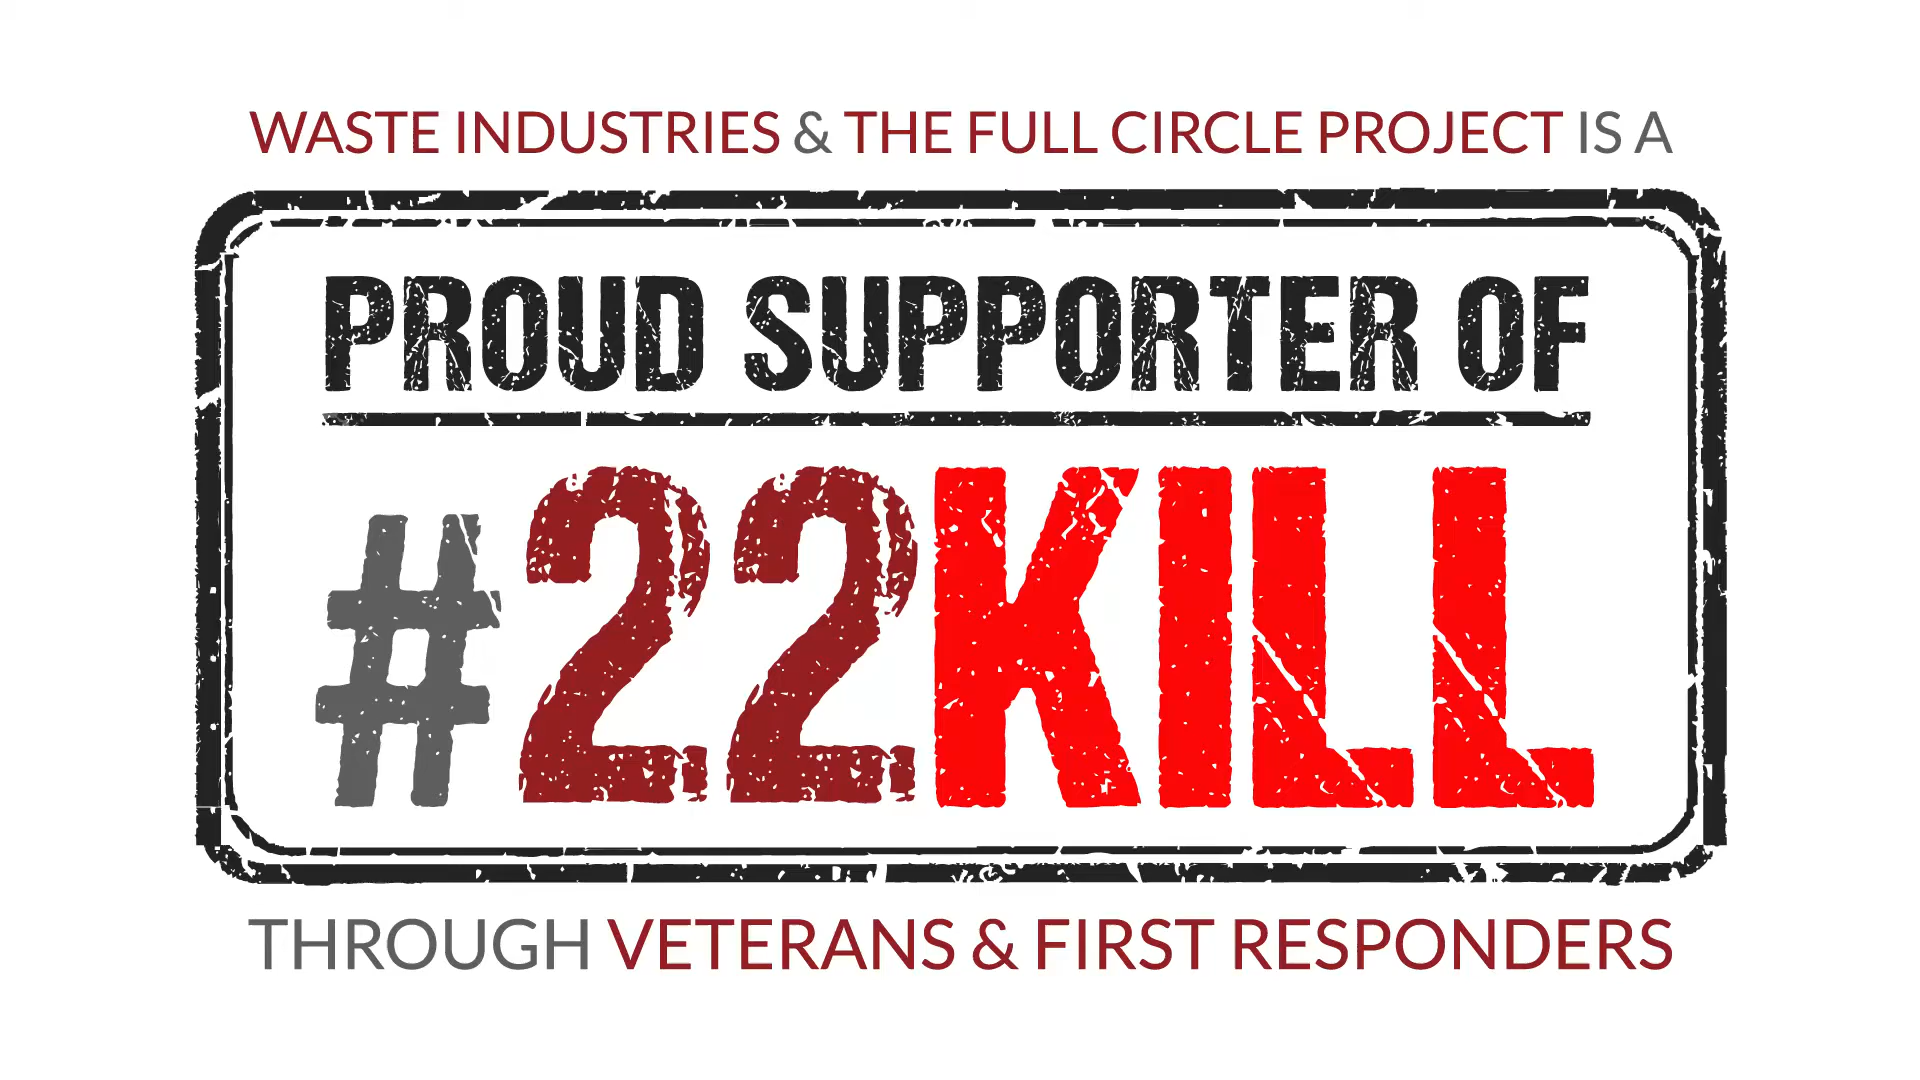 WASTE INDUSTRIES & THE FULL CIRCLE PROJECT IS A
PROUD SUPPORTER OF
#22KILL
THROUGH VETERANS & FIRST RESPONDERS